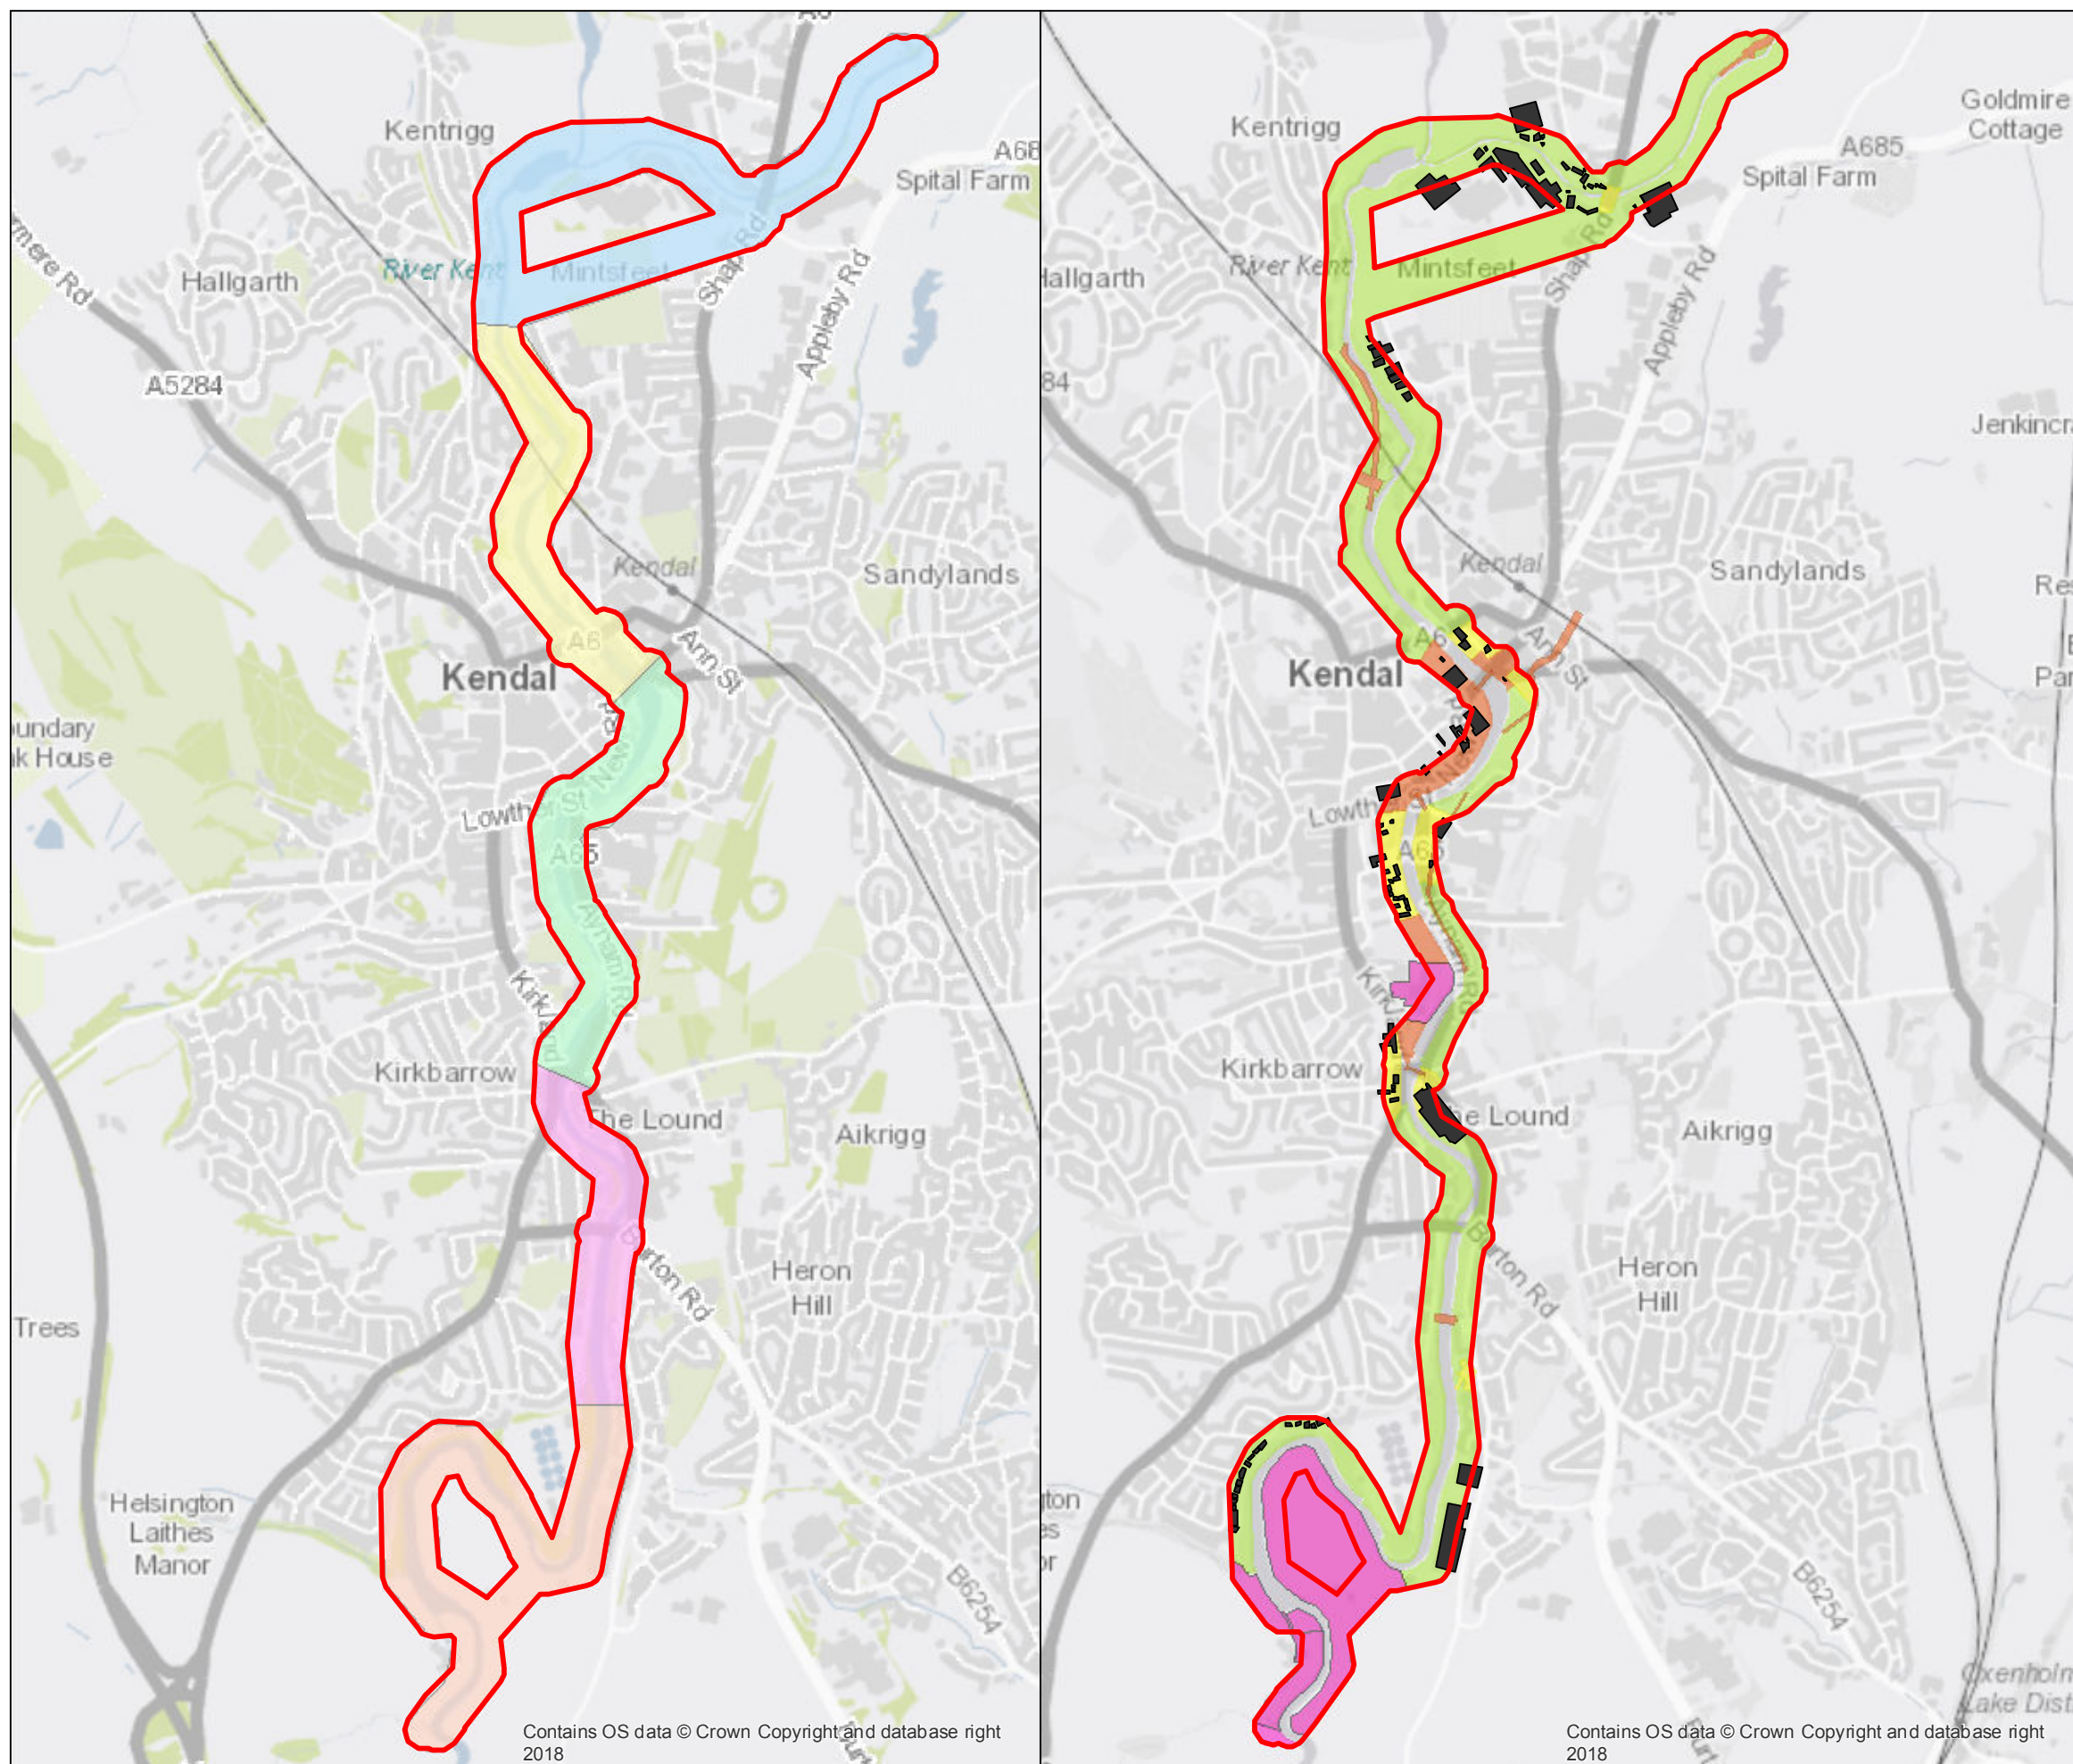 Kentrigg
A68
Spital Farm
River Kent
Hallgarth
Mintsfeet
Shap Rd
Appleby Rd
A5284
Kendal
Sandylands
A6
Ann St
Kendal
Lowther St
A65
Aynam Rd
Kirkland
Kirkbarrow
The Lound
Aikrigg
Burton Rd
Heron
Hill
Trees
Helsington
Laithes
Manor
B6254
Contains OS data © Crown Copyright and database right
2018
Kentrigg
Goldmire
Cottage
A685
Spital Farm
River Kent
Hallgarth
Mintsfeet
Shap Rd
Appleby Rd
84
Kendal
Sandylands
A6
Ann St
Kendal
A65
Kirkbarrow
Aikrigg
Burton Rd
Heron
Hill
B6254
Contains OS data © Crown Copyright and database right
2018